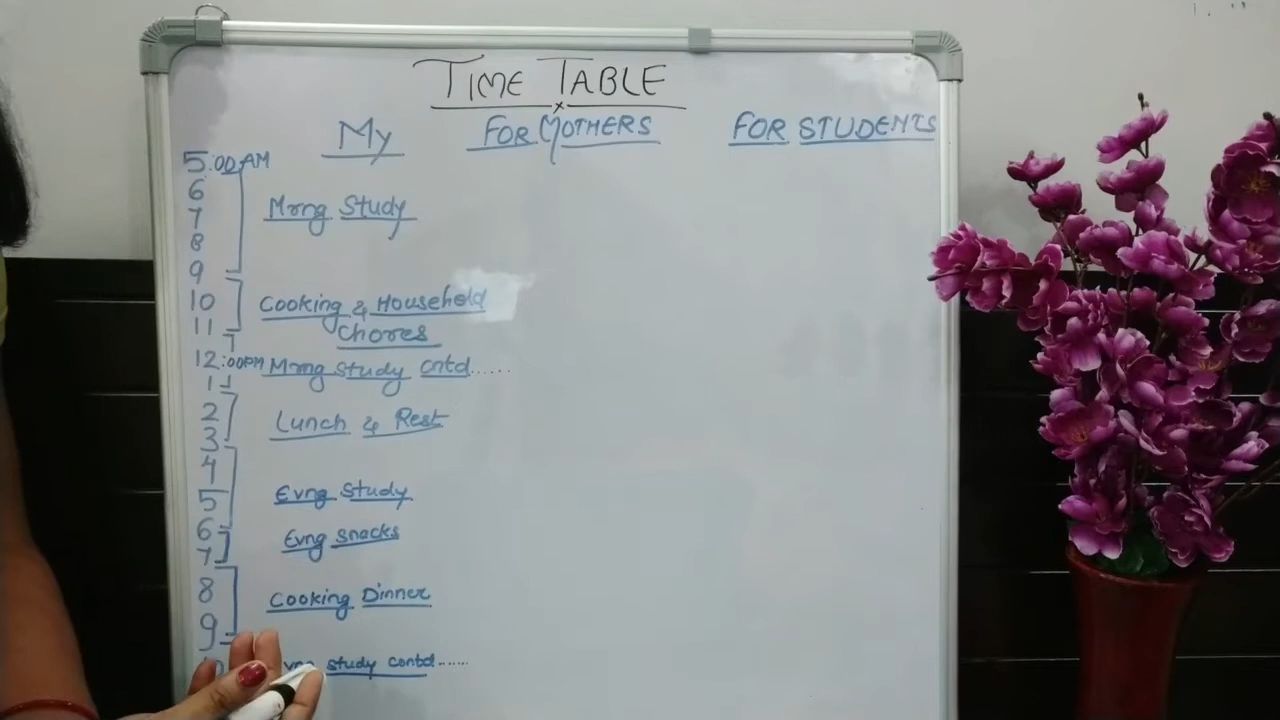 TIME TABLE
My FOR MOTHERS FOR STUDENTS
5:00 AM
6
7 Mrng Study
8
9
10 Cooking & Household
11 Chores
12:00PM Mrng Study cntd......
1
2 Lunch & Rest
3
4
5 Evng Study
6 Evng snacks
7
8 Cooking Dinner
9
study contd......